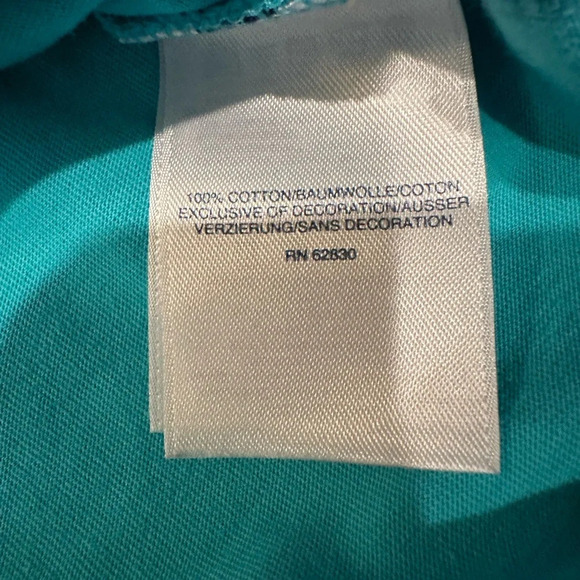 100% COTTON/BAUMWOLLE/COTON
EXCLUSIVE OF DECORATION/AUSSER
VERZIERUNG/SANS DECORATION
RN 62830